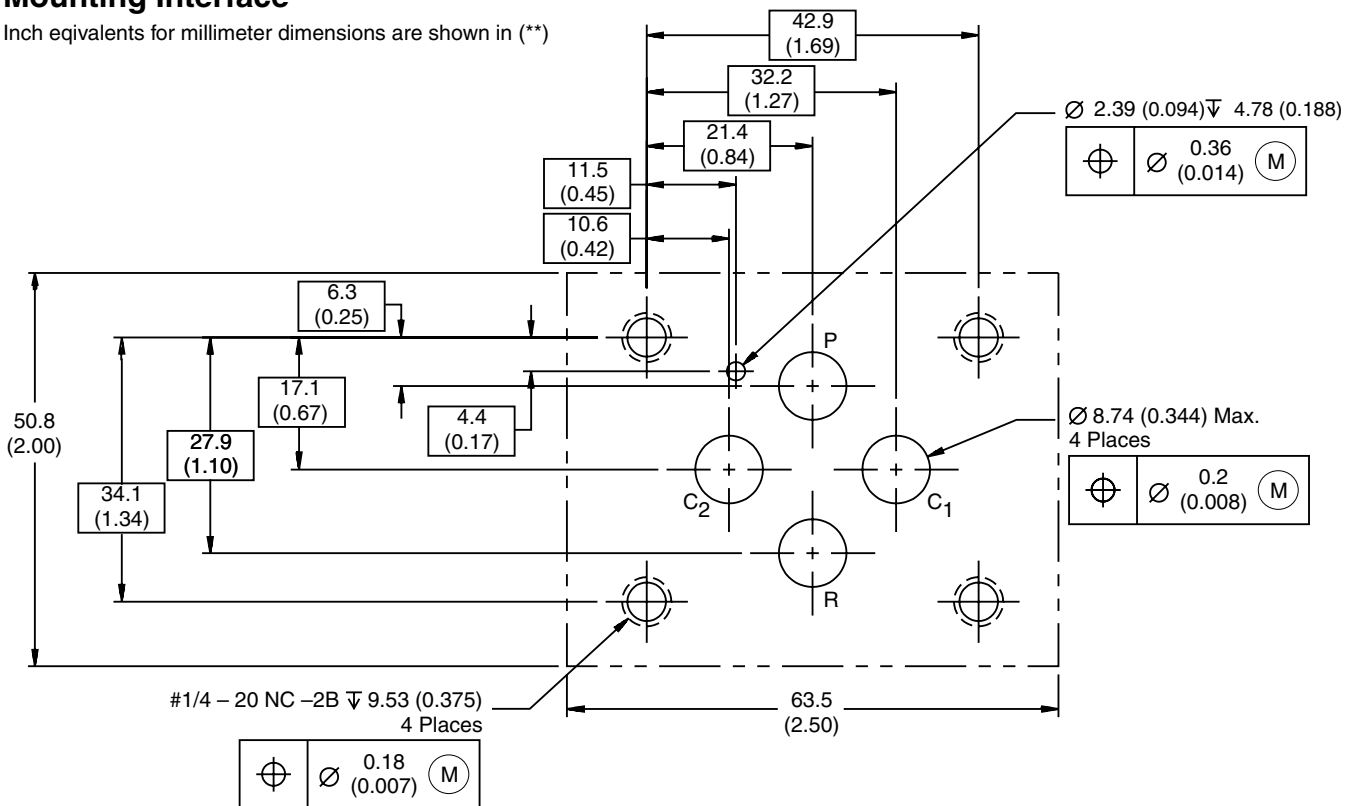 Mounting Interface
Inch eqivalents for millimeter dimensions are shown in (**)
42.9
(1.69)
32.2
(1.27)
21.4
(0.84)
11.5
(0.45)
10.6
(0.42)
⌀ 2.39 (0.094)↧ 4.78 (0.188)
⌖ ⌀ 0.36 Ⓜ
(0.014)
6.3
(0.25)
P
17.1
(0.67)
4.4
(0.17)
50.8
(2.00)
27.9
(1.10)
34.1
(1.34)
⌀ 8.74 (0.344) Max.
4 Places
⌖ ⌀ 0.2 Ⓜ
(0.008)
C2
C1
R
#1/4 – 20 NC –2B ↧ 9.53 (0.375)
4 Places
⌖ ⌀ 0.18 Ⓜ
(0.007)
63.5
(2.50)